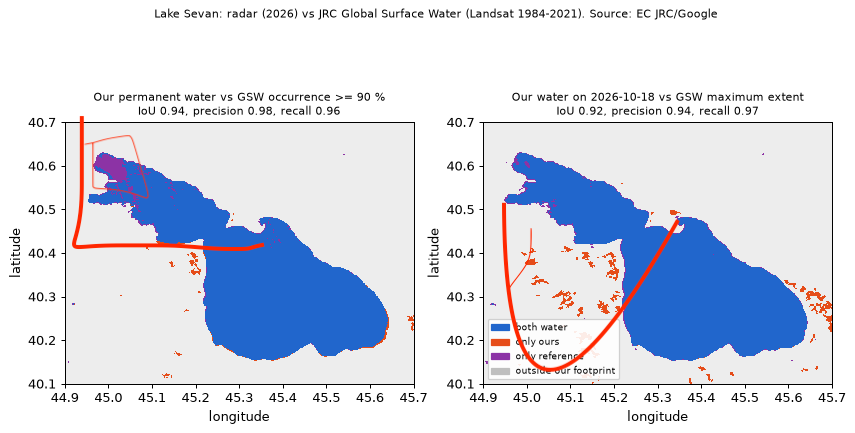 Lake Sevan: radar (2026) vs JRC Global Surface Water (Landsat 1984-2021). Source: EC JRC/Google
Our permanent water vs GSW occurrence >= 90 %
IoU 0.94, precision 0.98, recall 0.96
Our water on 2026-10-18 vs GSW maximum extent
IoU 0.92, precision 0.94, recall 0.97
latitude
40.7
40.6
40.5
40.4
40.3
40.2
40.1
44.9 45.0 45.1 45.2 45.3 45.4 45.5 45.6 45.7
longitude
latitude
40.7
40.6
40.5
40.4
40.3
40.2
40.1
both water
only ours
only reference
outside our footprint
44.9 45.0 45.1 45.2 45.3 45.4 45.5 45.6 45.7
longitude